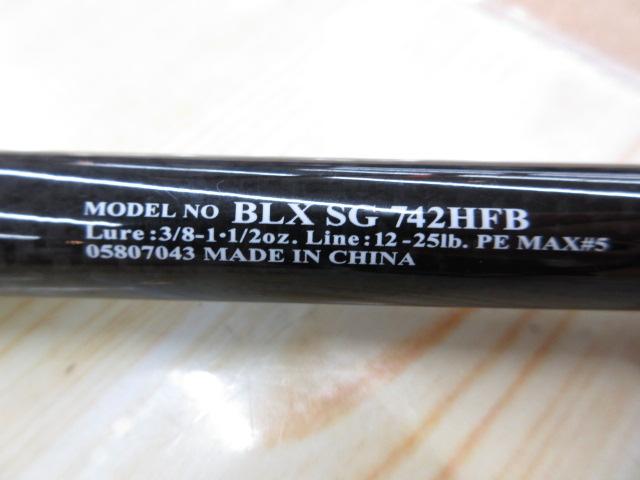 MODEL NO BLX SG 742HFB
Lure:3/8-1・1/2oz. Line:12-25lb. PE MAX#5
05807043 MADE IN CHINA